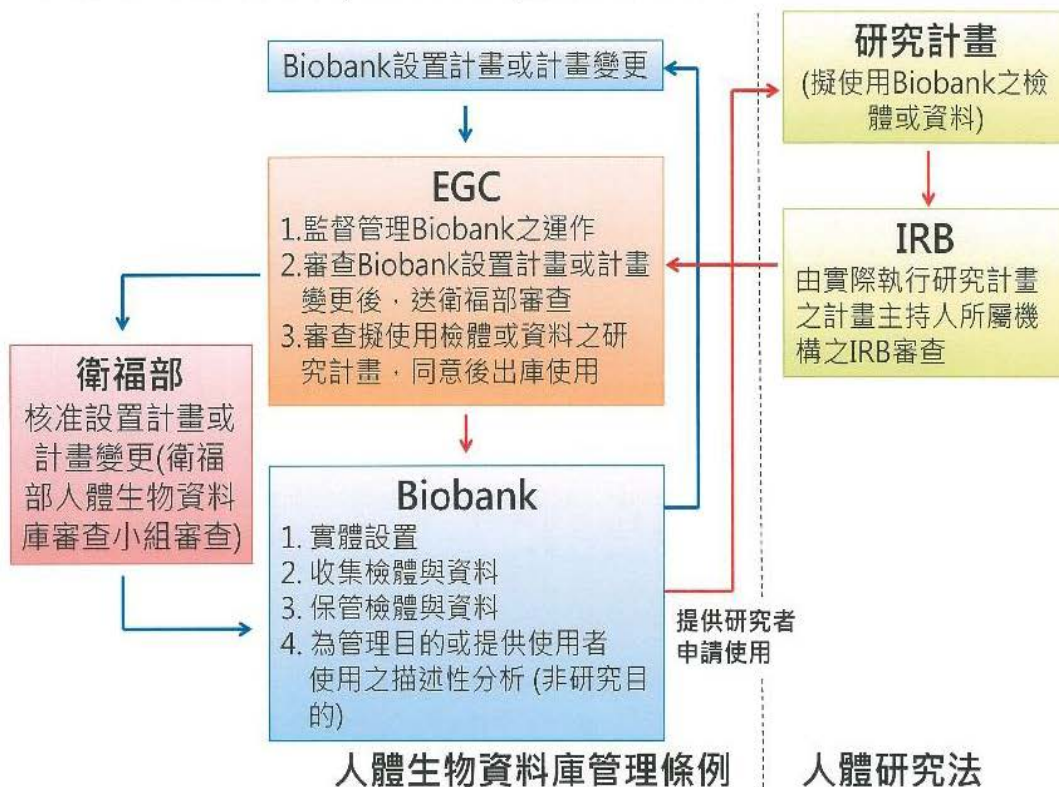 Biobank設置計畫或計畫變更
EGC
1.監督管理Biobank之運作
2.審查Biobank設置計畫或計畫
變更後，送衛福部審查
3.審查擬使用檢體或資料之研
究計畫，同意後出庫使用
衛福部
核准設置計畫或
計畫變更(衛福
部人體生物資料
庫審查小組審查)
Biobank
1. 實體設置
2. 收集檢體與資料
3. 保管檢體與資料
4. 為管理目的或提供使用者
使用之描述性分析 (非研究目
的)
提供研究者
申請使用
研究計畫
(擬使用Biobank之檢
體或資料)
IRB
由實際執行研究計畫
之計畫主持人所屬機
構之IRB審查
人體生物資料庫管理條例
人體研究法